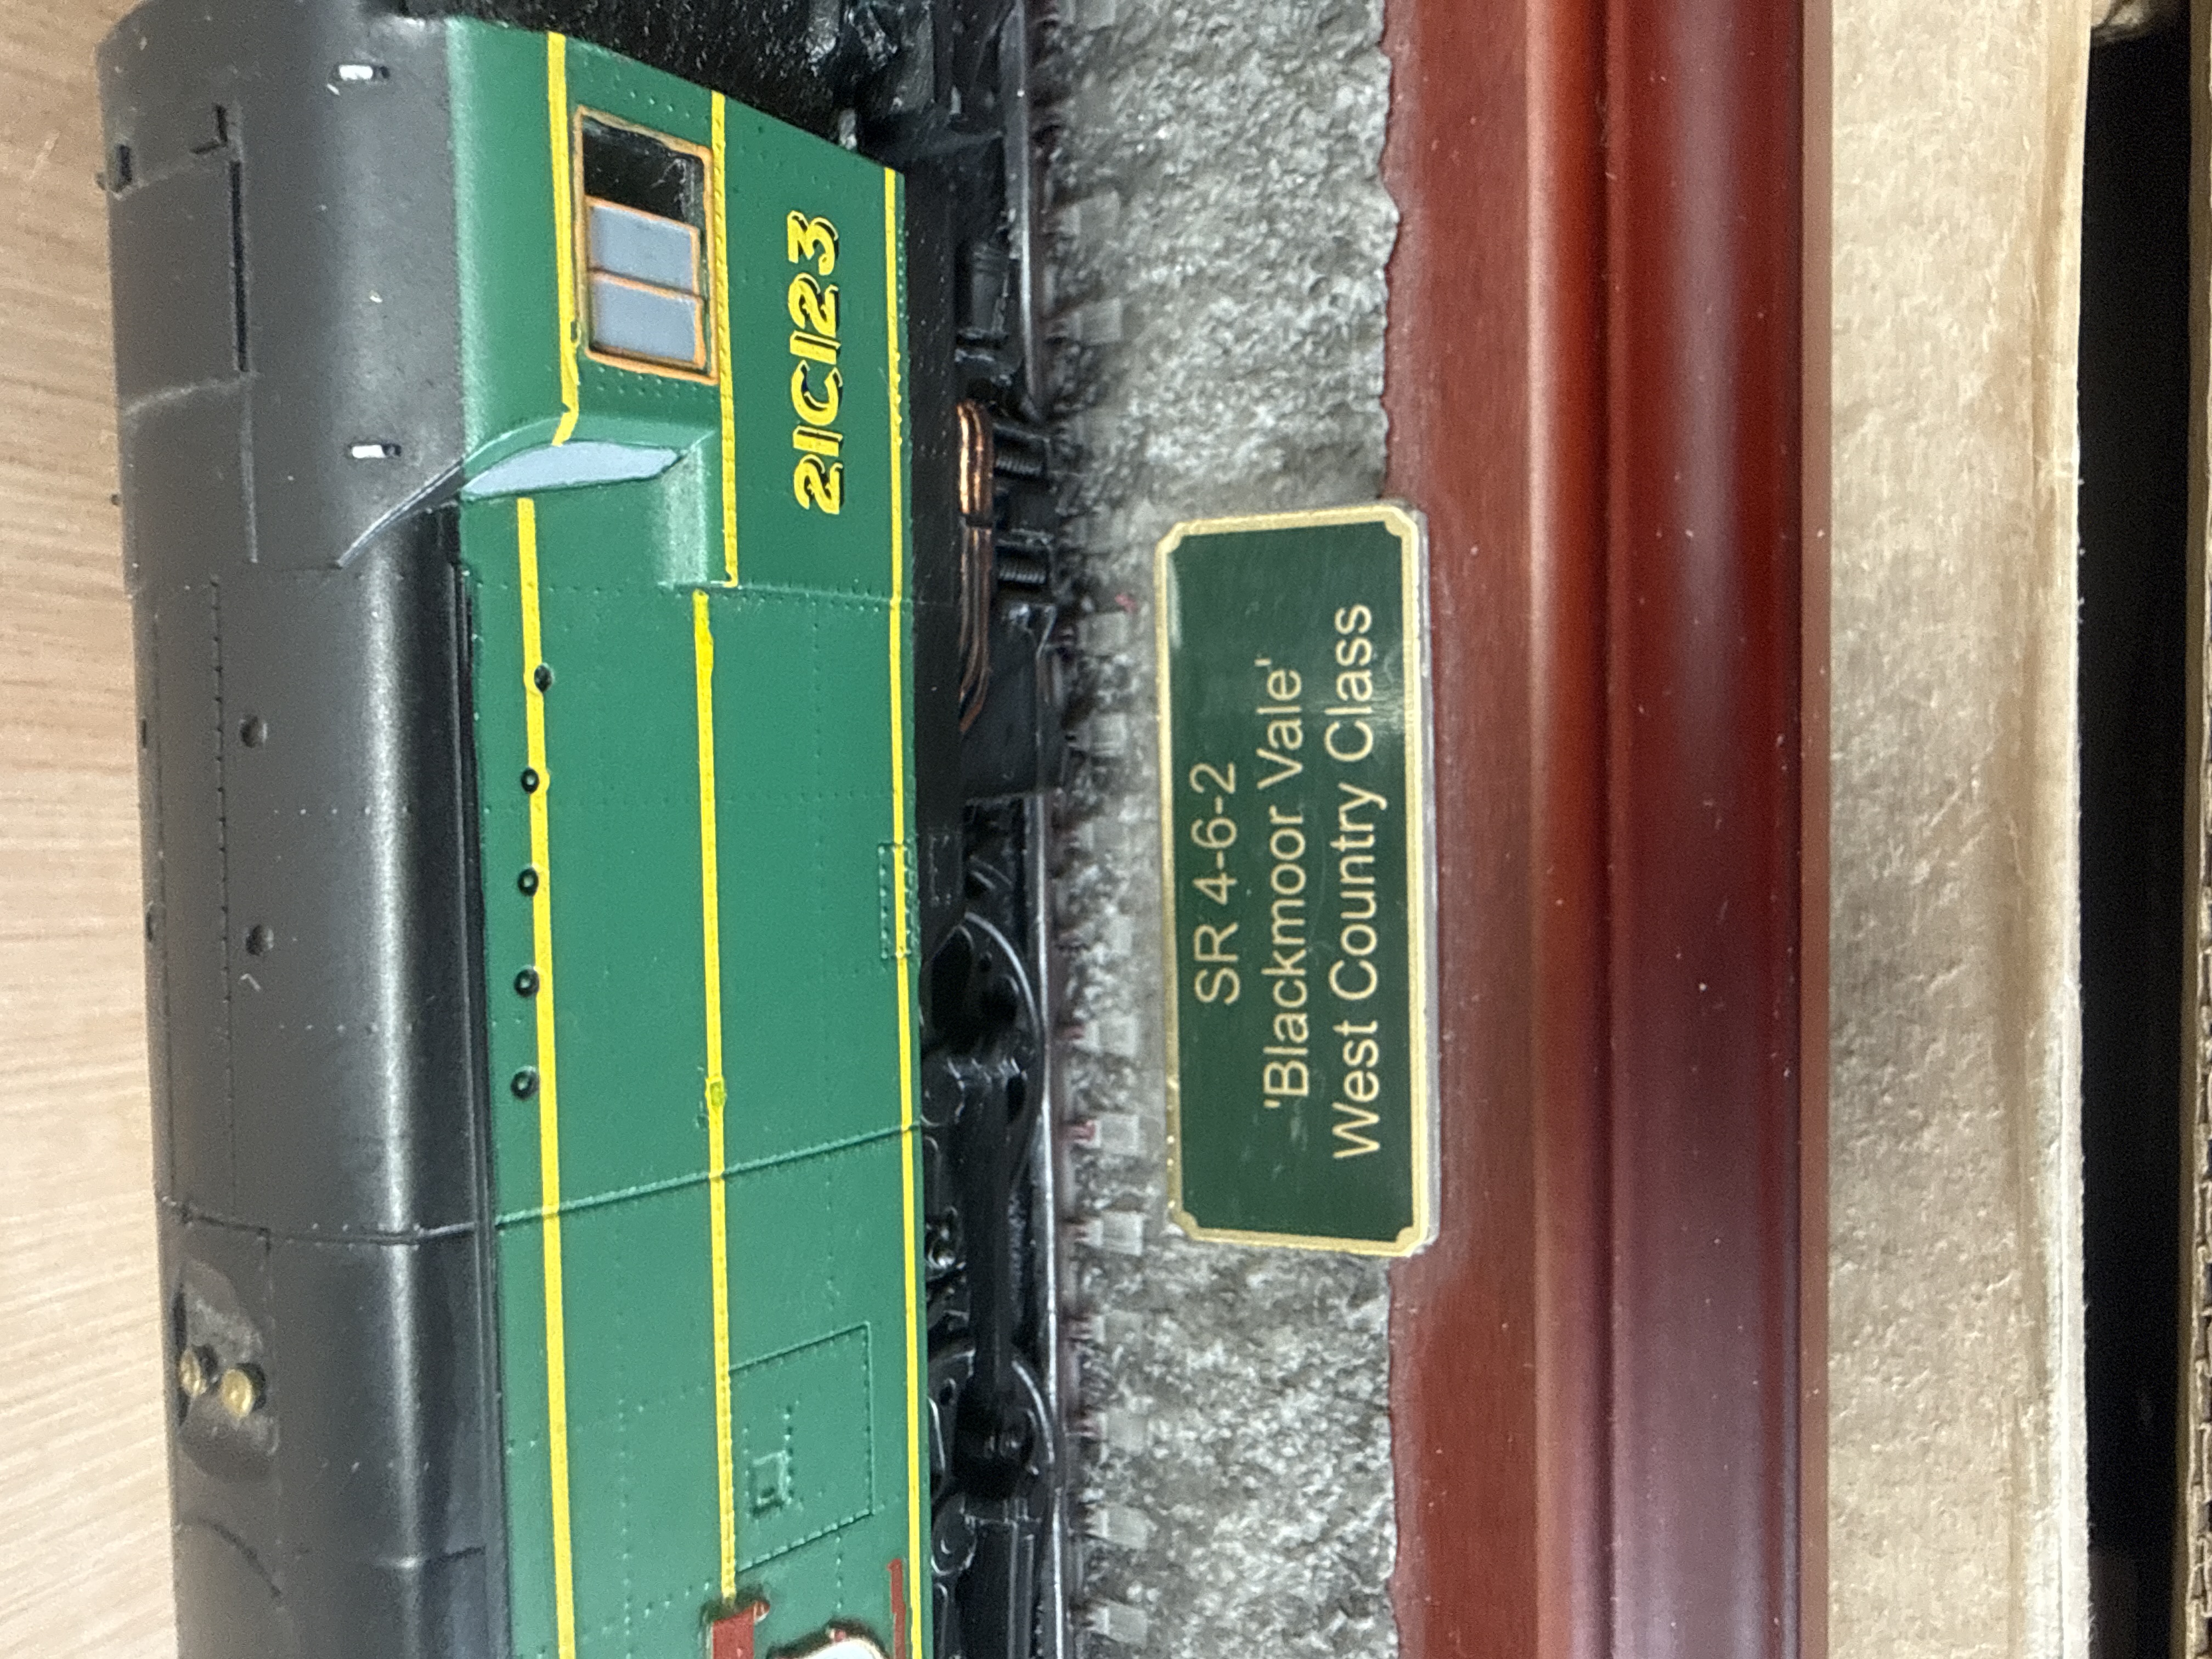 21C123
SR 4-6-2
'Blackmoor Vale'
West Country Class